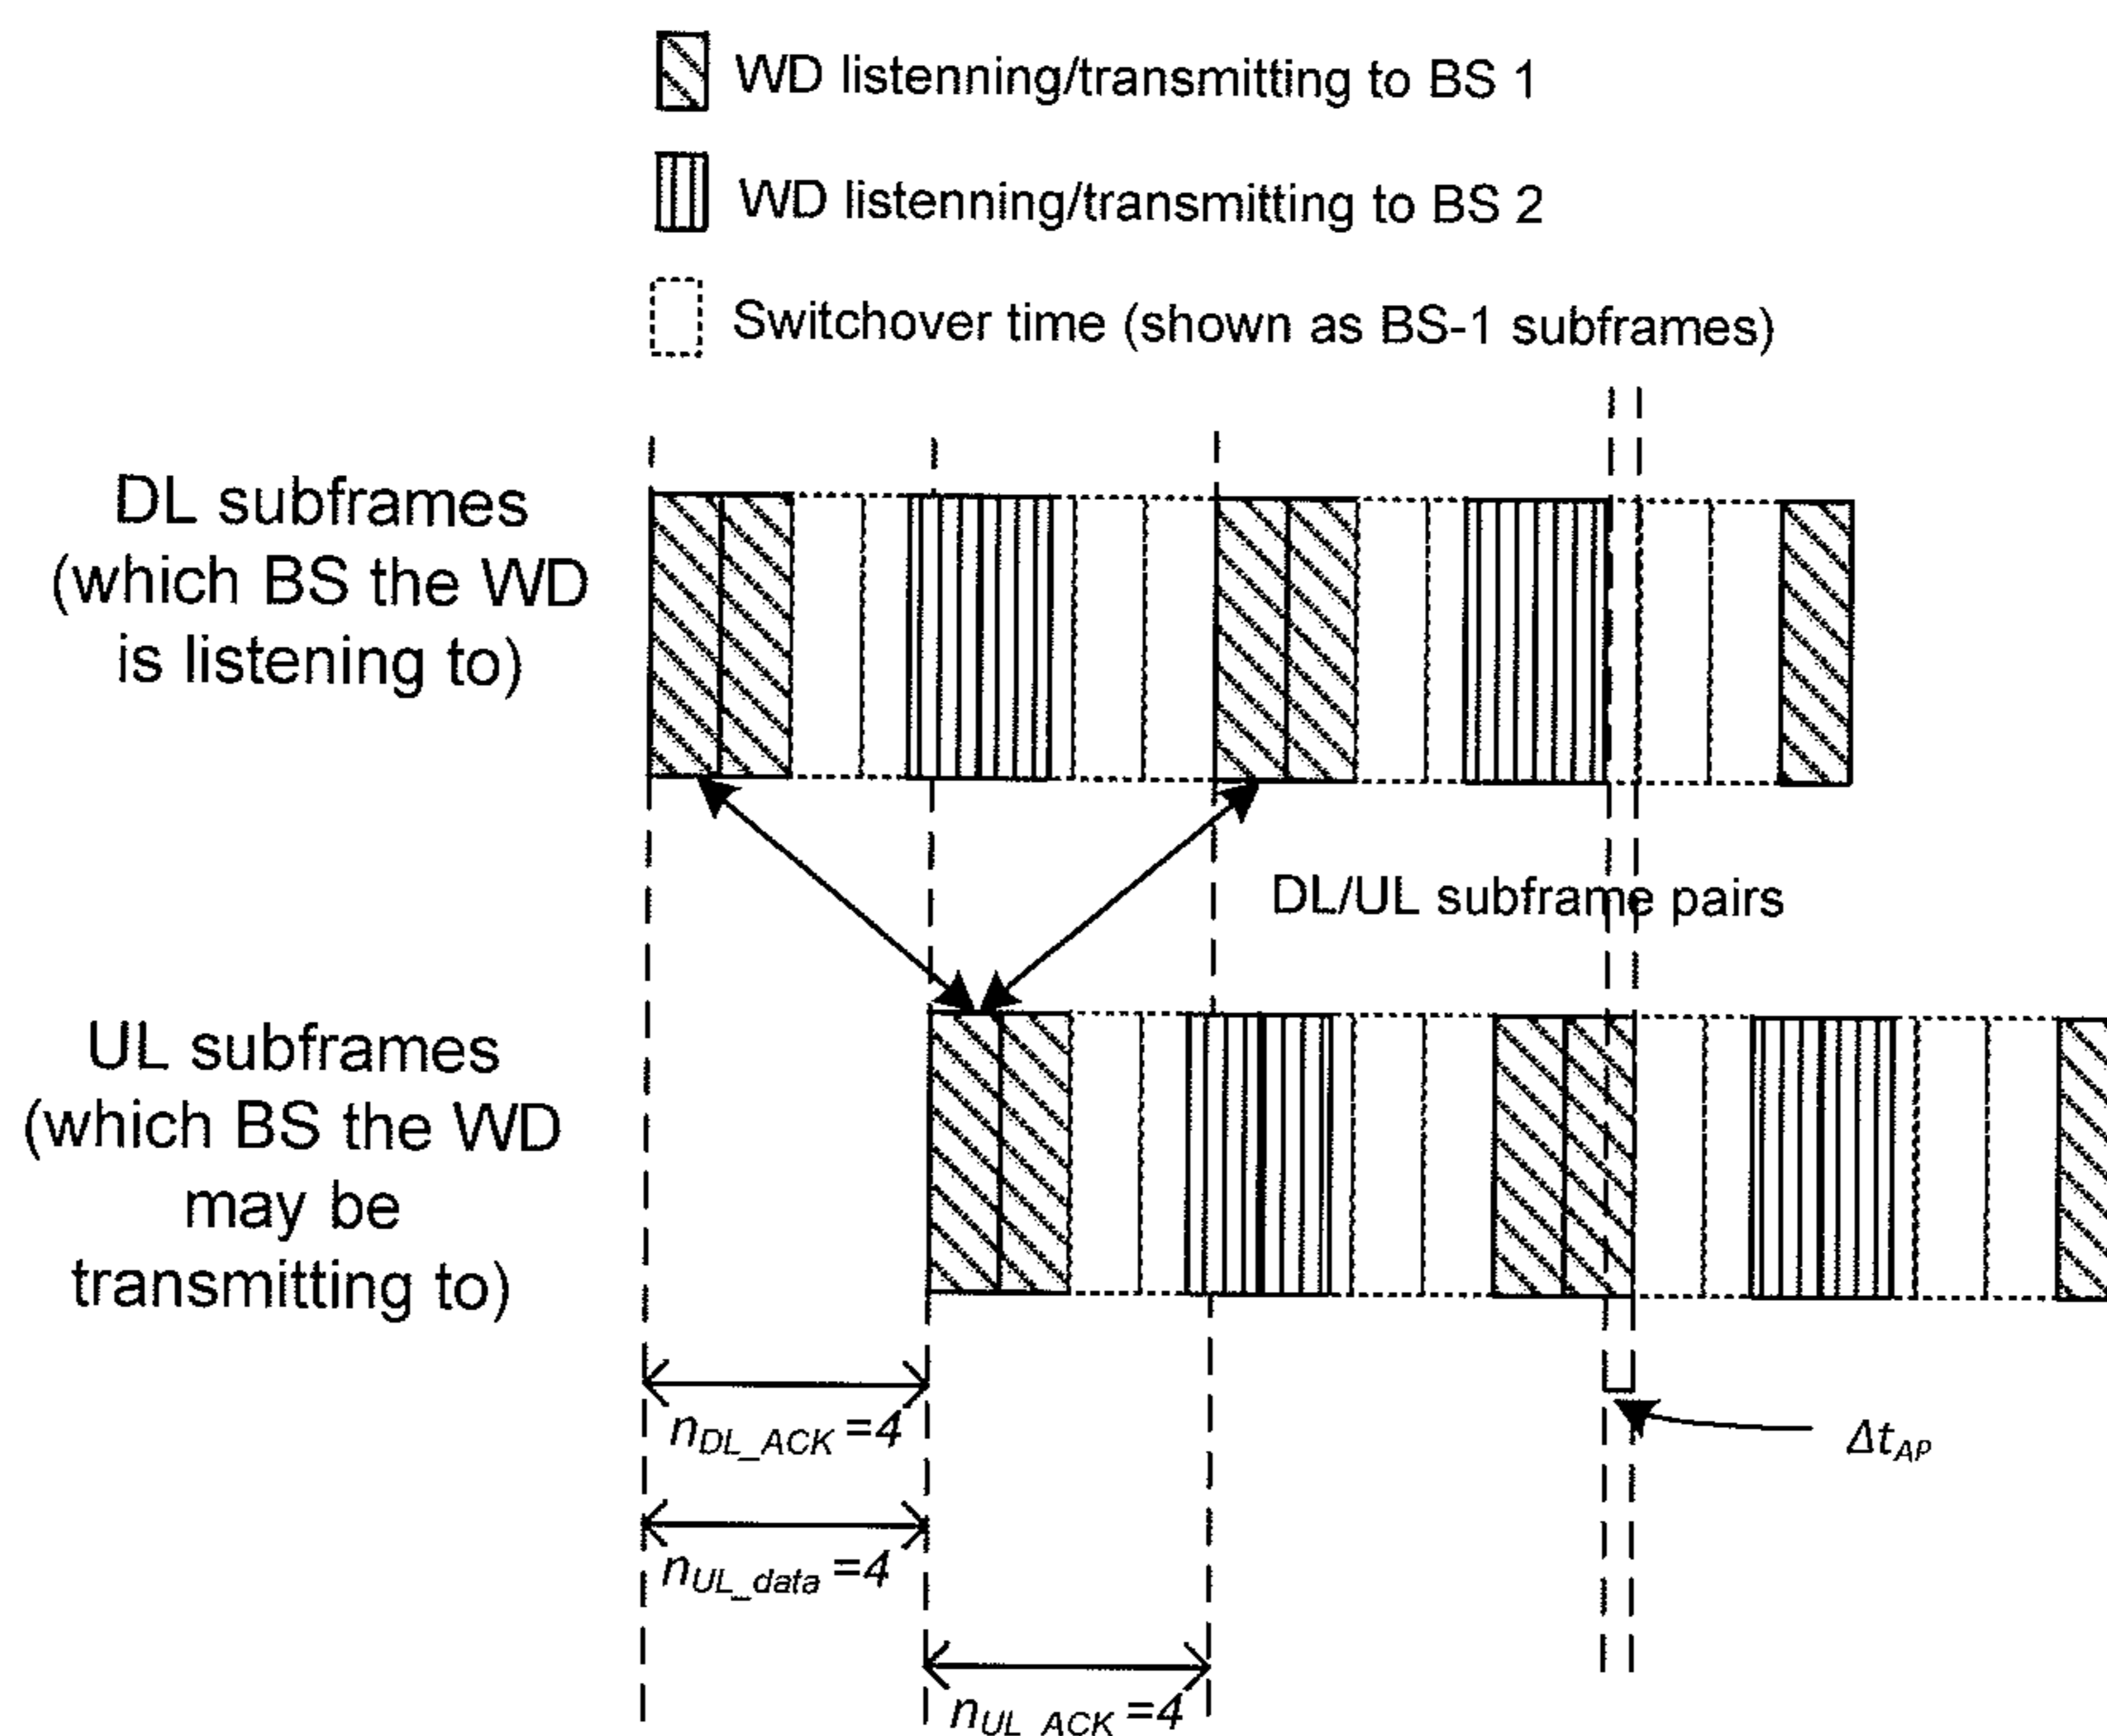 WD listenning/transmitting to BS 1
WD listenning/transmitting to BS 2
Switchover time (shown as BS-1 subframes)
DL subframes
(which BS the WD
is listening to)
DL/UL subframe pairs
UL subframes
(which BS the WD
may be
transmitting to)
n_DL_ACK =4
Δt_AP
n_UL_data =4
n_UL_ACK =4